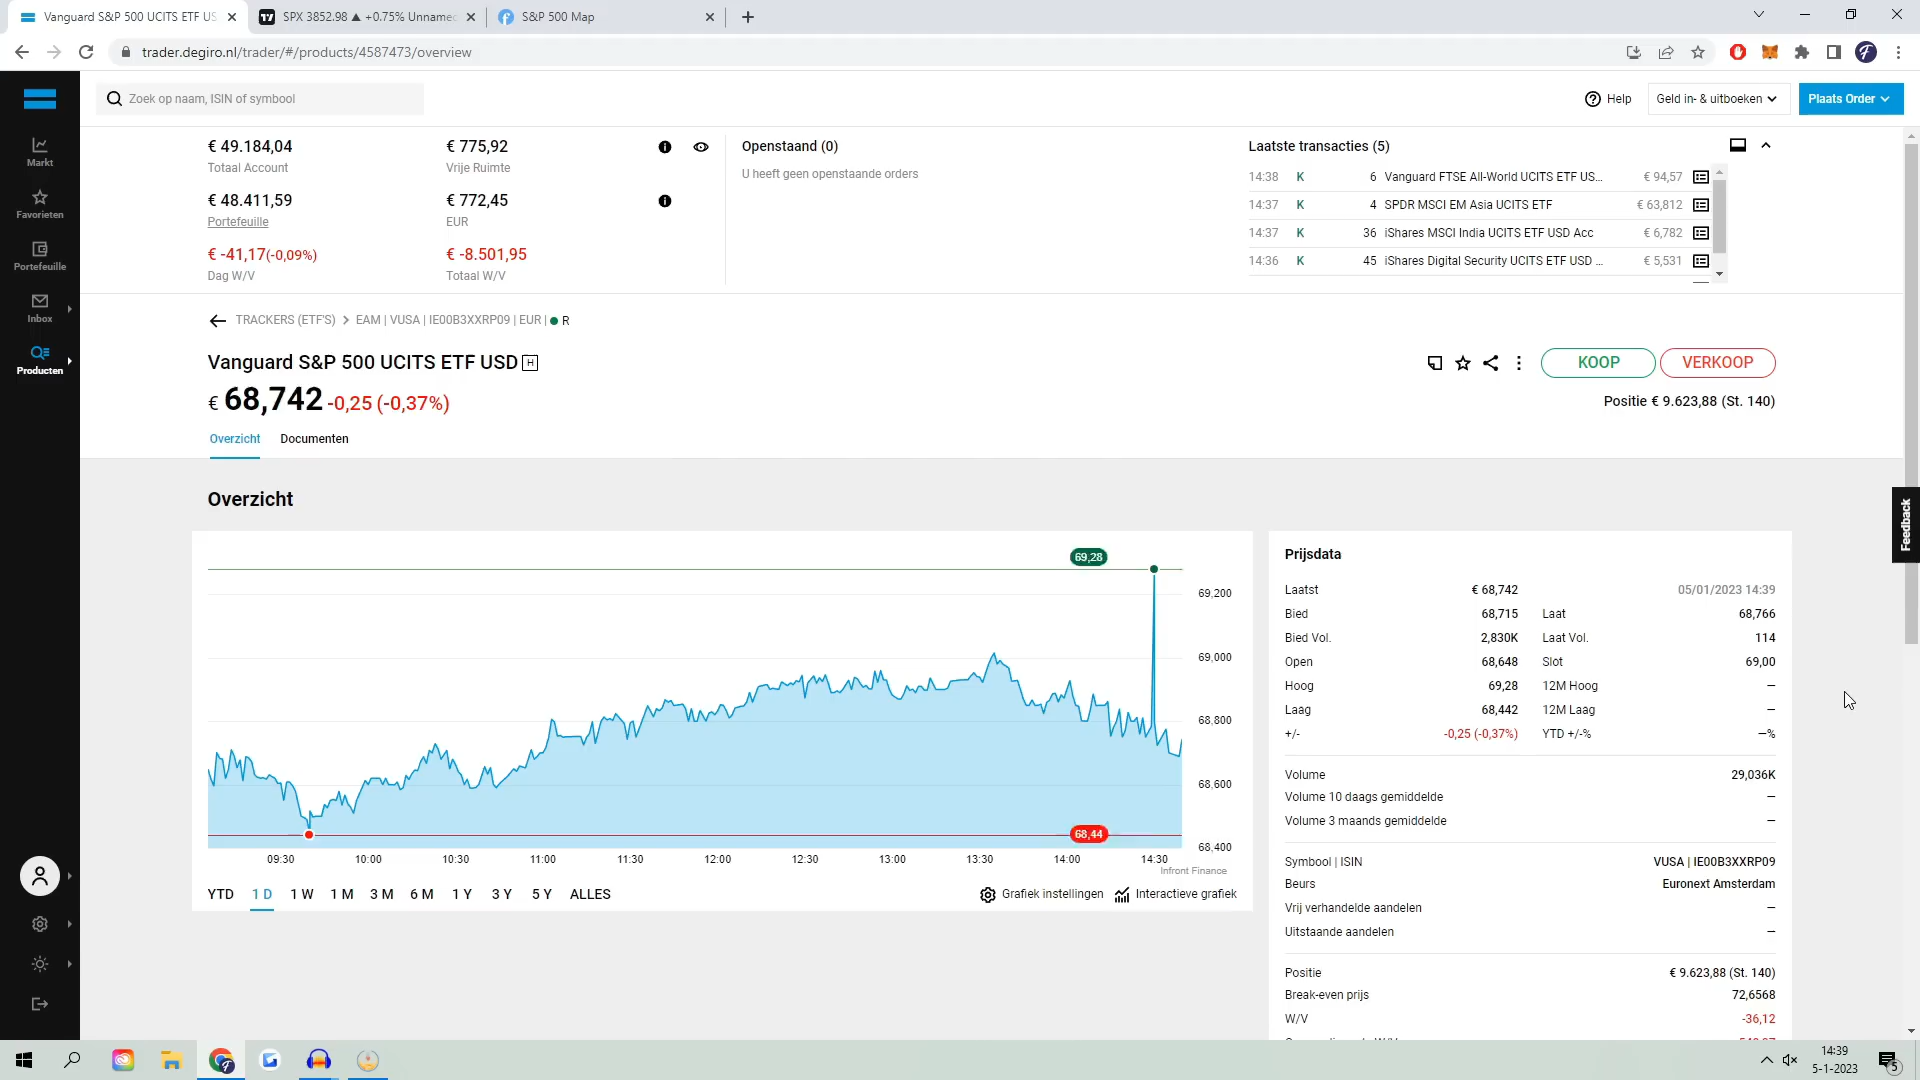 Vanguard S&P 500 UCITS ETF US
SPX 3852.98 ▲ +0.75% Unnamed
S&P 500 Map
trader.degiro.nl/trader/#/products/4587473/overview
Zoek op naam, ISIN of symbool
Help
Geld in- & uitboeken
Plaats Order
Markt
Favorieten
Portefeuille
Inbox
Producten
€ 49.184,04
Totaal Account
€ 775,92
Vrije Ruimte
€ 48.411,59
Portefeuille
€ 772,45
EUR
€ -41,17(-0,09%)
Dag W/V
€ -8.501,95
Totaal W/V
Openstaand (0)
U heeft geen openstaande orders
Laatste transacties (5)
14:38 K 6 Vanguard FTSE All-World UCITS ETF US... € 94,57
14:37 K 4 SPDR MSCI EM Asia UCITS ETF € 63,812
14:37 K 36 iShares MSCI India UCITS ETF USD Acc € 6,782
14:36 K 45 iShares Digital Security UCITS ETF USD ... € 5,531
TRACKERS (ETF'S) > EAM | VUSA | IE00B3XXRP09 | EUR | R
Vanguard S&P 500 UCITS ETF USD H
€ 68,742 -0,25 (-0,37%)
KOOP
VERKOOP
Positie € 9.623,88 (St. 140)
Overzicht
Documenten
Overzicht
69,28
69,200
69,000
68,800
68,600
68,44
68,400
09:30 10:00 10:30 11:00 11:30 12:00 12:30 13:00 13:30 14:00 14:30
Infront Finance
YTD 1 D 1 W 1 M 3 M 6 M 1 Y 3 Y 5 Y ALLES
Grafiek instellingen
Interactieve grafiek
Prijsdata
Laatst € 68,742 05/01/2023 14:39
Bied 68,715 Laat 68,766
Bied Vol. 2,830K Laat Vol. 114
Open 68,648 Slot 69,00
Hoog 69,28 12M Hoog —
Laag 68,442 12M Laag —
+/- -0,25 (-0,37%) YTD +/-% —%
Volume 29,036K
Volume 10 daags gemiddelde —
Volume 3 maands gemiddelde —
Symbool | ISIN VUSA | IE00B3XXRP09
Beurs Euronext Amsterdam
Vrij verhandelde aandelen —
Uitstaande aandelen —
Positie € 9.623,88 (St. 140)
Break-even prijs 72,6568
W/V -36,12
Feedback
14:39
5-1-2023
5